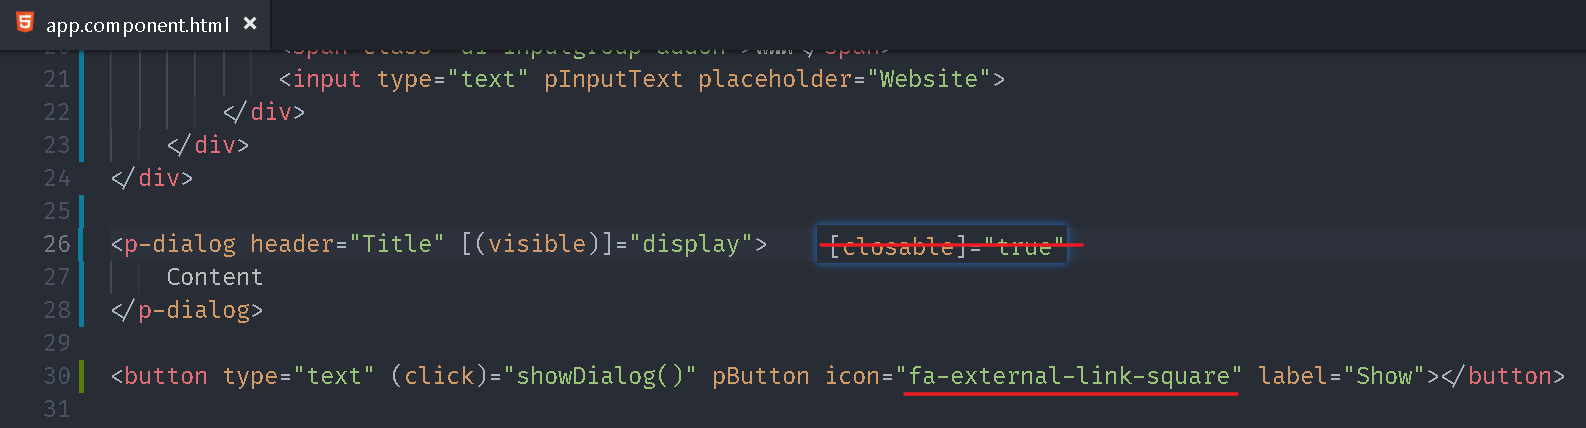 app.component.html ×
21 <input type="text" pInputText placeholder="Website">
22 </div>
23 </div>
24 </div>
25
26 <p-dialog header="Title" [(visible)]="display"> [closable]="true"
27 Content
28 </p-dialog>
29
30 <button type="text" (click)="showDialog()" pButton icon="fa-external-link-square" label="Show"></button>
31